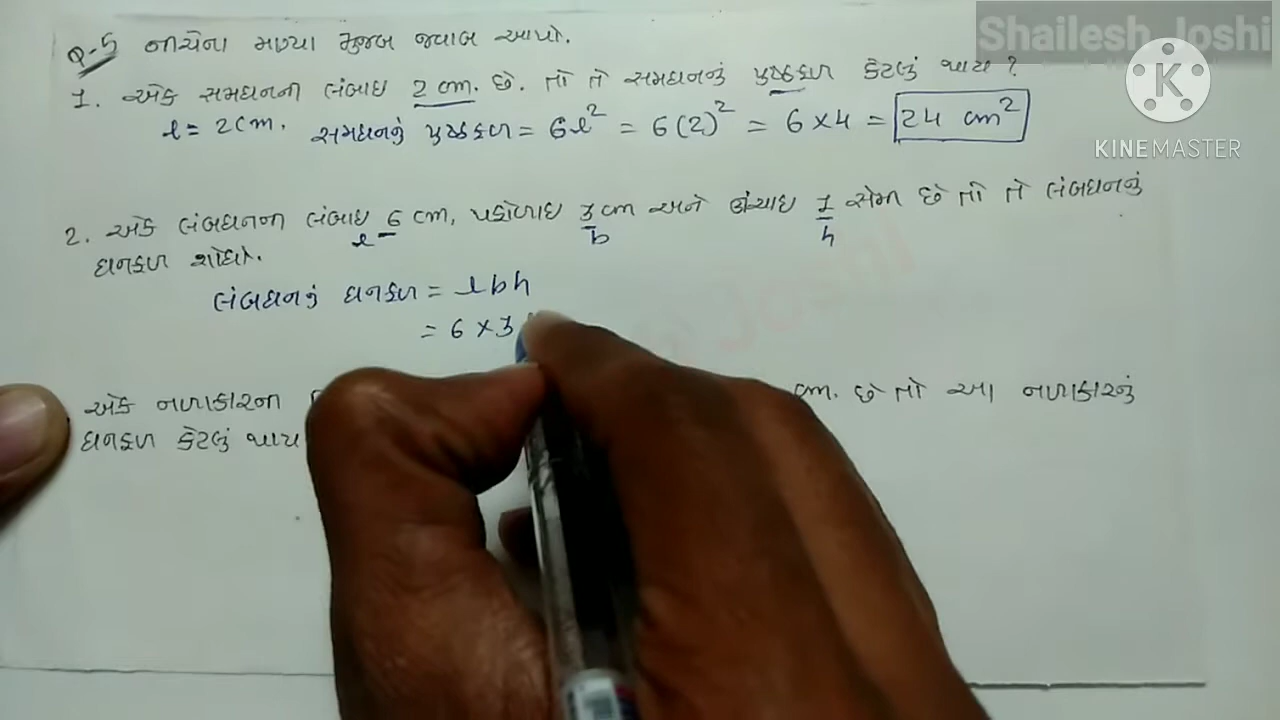 Shailesh Joshi
K
KINEMASTER
Q-5 નીચેના માગ્યા મુજબ જવાબ આપો.
1. એક સમઘનની લંબાઇ 2 cm. છે. તો તે સમઘનનું પૃષ્ઠફળ કેટલું થાય?
l = 2cm. સમઘનનું પૃષ્ઠફળ = 6l² = 6(2)² = 6×4 = 24 cm²
2. એક લંબઘનની લંબાઇ 6 cm, પહોળાઇ 3 cm અને ઊંચાઇ 1 સેમી છે તો તે લંબઘનનું
l b h
ઘનફળ શોધો.
લંબઘનનું ઘનફળ = lbh
= 6 × 3
એક નળાકારની cm. છે તો આ નળાકારનું
ઘનફળ કેટલું થાય